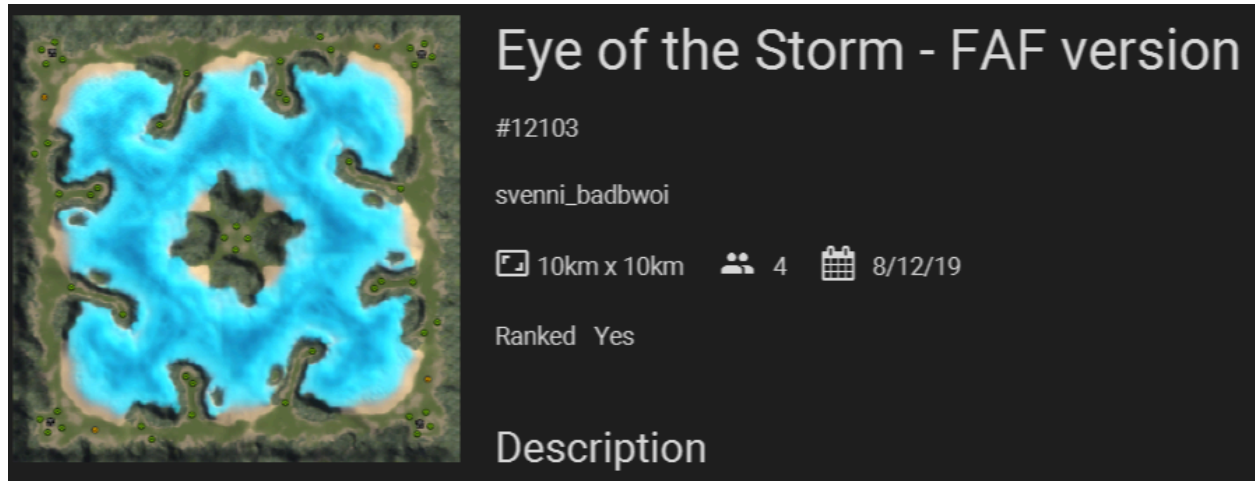 Eye of the Storm - FAF version
#12103
svenni_badbwoi
10km x 10km 4 8/12/19
Ranked Yes
Description